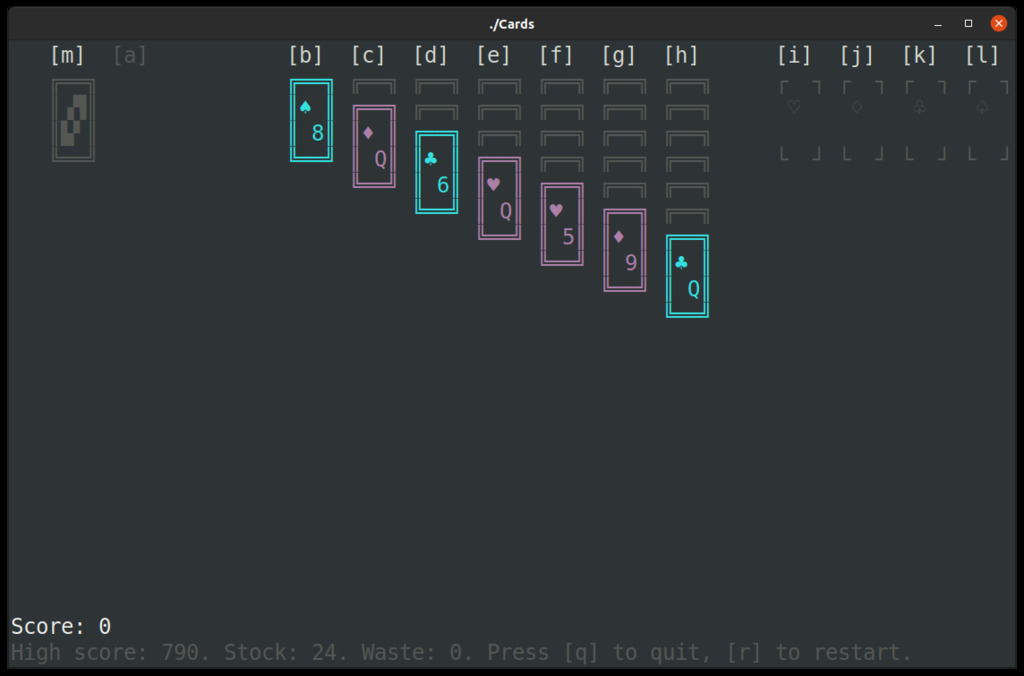 ./Cards
[m] [a] [b] [c] [d] [e] [f] [g] [h] [i] [j] [k] [l]
♡ ♢ ♧ ♤
♠
8
♦
Q
♣
6
♥
Q
♥
5
♦
9
♣
Q
Score: 0
High score: 790. Stock: 24. Waste: 0. Press [q] to quit, [r] to restart.